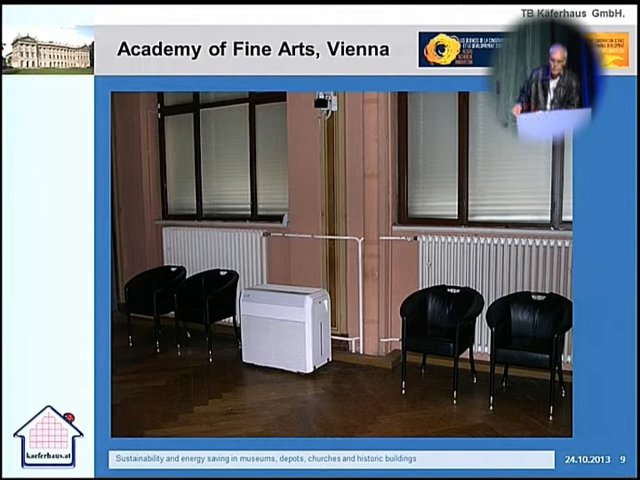 TB Käferhaus GmbH.
Academy of Fine Arts, Vienna
kaeferhaus.at
Sustainability and energy saving in museums, depots, churches and historic buildings
24.10.2013 9